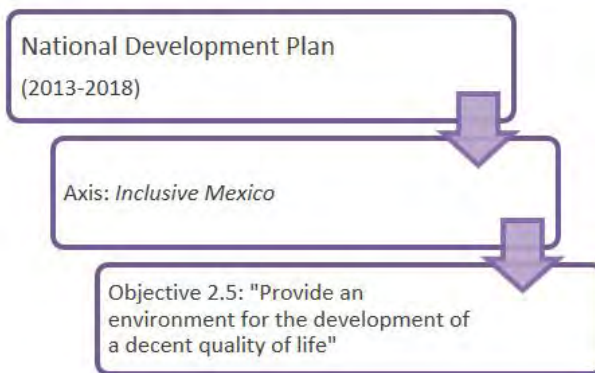 National Development Plan
(2013-2018)
Axis: Inclusive Mexico
Objective 2.5: "Provide an
environment for the development of
a decent quality of life"